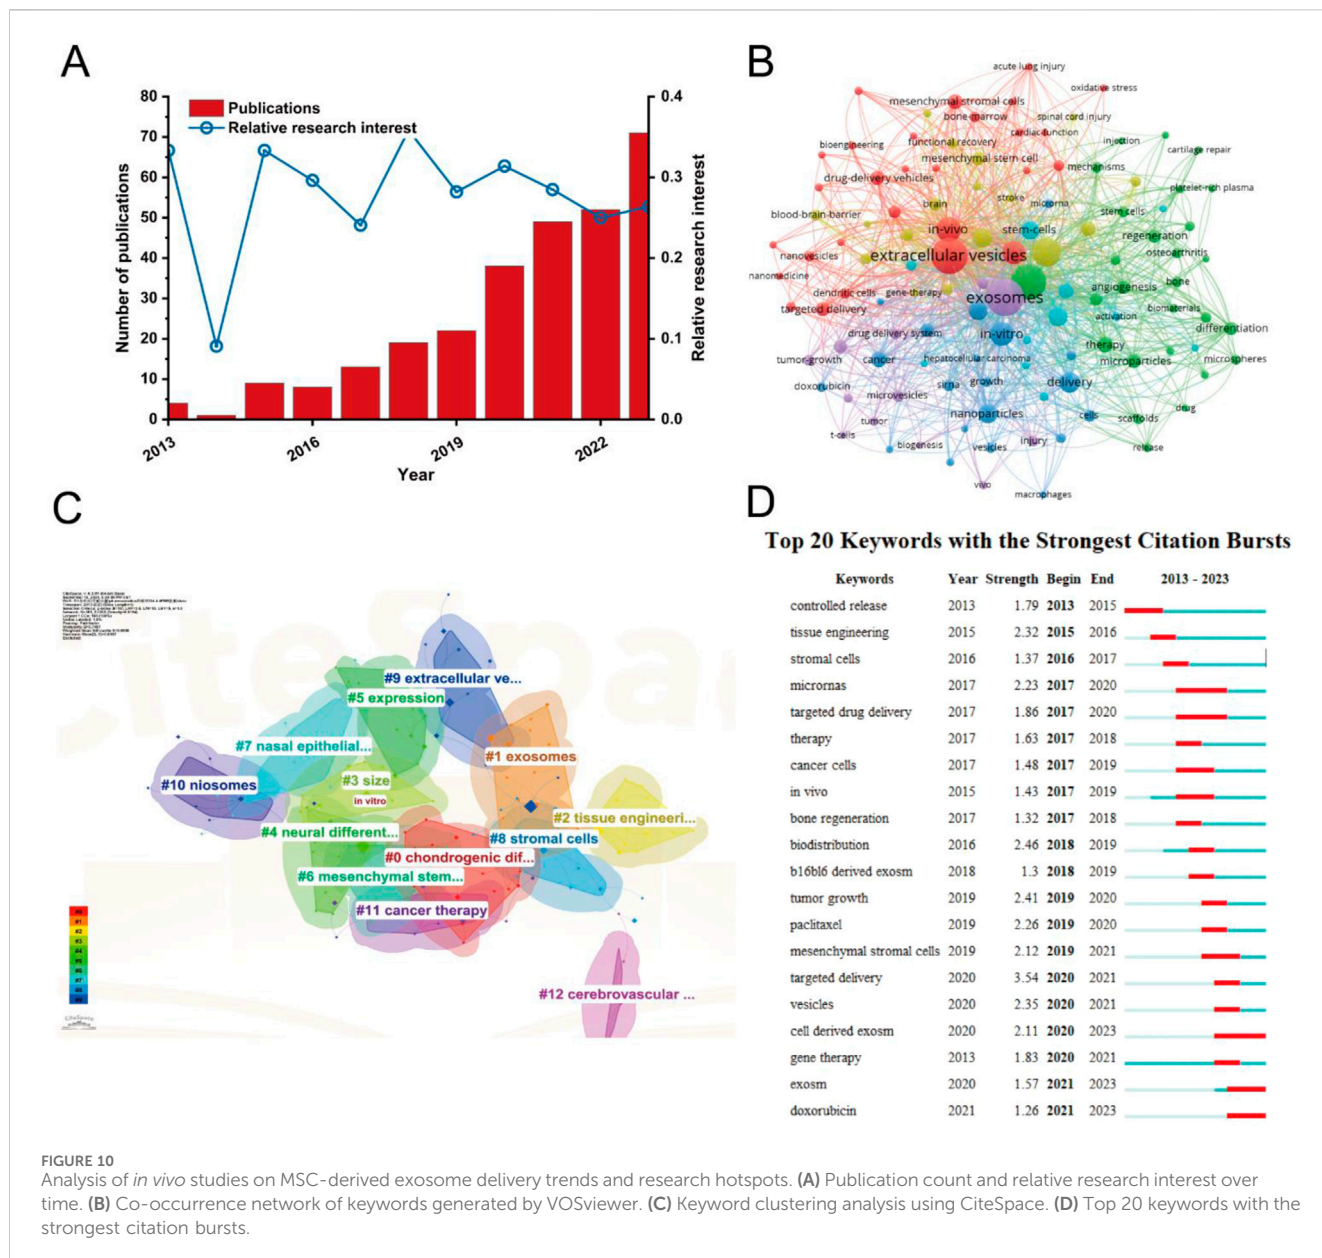 A
Publications
Relative research interest
80
70
60
50
40
30
20
10
0
0.4
0.3
0.2
0.1
0.0
Number of publications
Relative research interest
2013
2016
2019
2022
Year
B
acute lung injury
oxidative stress
mesenchymal stromal cells
bone-marrow
spinal cord injury
cardiac-function
injection
bioengineering
functional recovery
cartilage repair
mesenchymal stem cell
mechanisms
drug-delivery vehicles
platelet-rich plasma
stroke
microrna
brain
blood-brain-barrier
stem cells
in-vivo
stem-cells
regeneration
extracellular vesicles
osteoarthritis
nanovesicles
nanomedicine
bone
dendritic cells
gene-therapy
exosomes
angiogenesis
targeted delivery
biomaterials
activation
drug delivery system
in-vitro
differentiation
therapy
tumor-growth
cancer
hepatocellular carcinoma
microparticles
microspheres
doxorubicin
sirna
growth
delivery
microvesicles
nanoparticles
cells
drug
scaffolds
tumor
t-cells
biogenesis
vesicles
injury
release
vivo
macrophages
C
#9 extracellular ve...
#5 expression
#7 nasal epithelial...
#1 exosomes
#10 niosomes
#3 size
in vitro
#2 tissue engineeri...
#4 neural different...
#8 stromal cells
#0 chondrogenic dif...
#6 mesenchymal stem...
#11 cancer therapy
#12 cerebrovascular ...
#0
#1
#2
#3
#4
#5
#6
#7
#8
#9
CiteSpace
D
Top 20 Keywords with the Strongest Citation Bursts
Keywords Year Strength Begin End 2013 - 2023
controlled release 2013 1.79 2013 2015
tissue engineering 2015 2.32 2015 2016
stromal cells 2016 1.37 2016 2017
micrornas 2017 2.23 2017 2020
targeted drug delivery 2017 1.86 2017 2020
therapy 2017 1.63 2017 2018
cancer cells 2017 1.48 2017 2019
in vivo 2015 1.43 2017 2019
bone regeneration 2017 1.32 2017 2018
biodistribution 2016 2.46 2018 2019
b16bl6 derived exosm 2018 1.3 2018 2019
tumor growth 2019 2.41 2019 2020
paclitaxel 2019 2.26 2019 2020
mesenchymal stromal cells 2019 2.12 2019 2021
targeted delivery 2020 3.54 2020 2021
vesicles 2020 2.35 2020 2021
cell derived exosm 2020 2.11 2020 2023
gene therapy 2013 1.83 2020 2021
exosm 2020 1.57 2021 2023
doxorubicin 2021 1.26 2021 2023
FIGURE 10
Analysis of in vivo studies on MSC-derived exosome delivery trends and research hotspots. (A) Publication count and relative research interest over
time. (B) Co-occurrence network of keywords generated by VOSviewer. (C) Keyword clustering analysis using CiteSpace. (D) Top 20 keywords with the
strongest citation bursts.